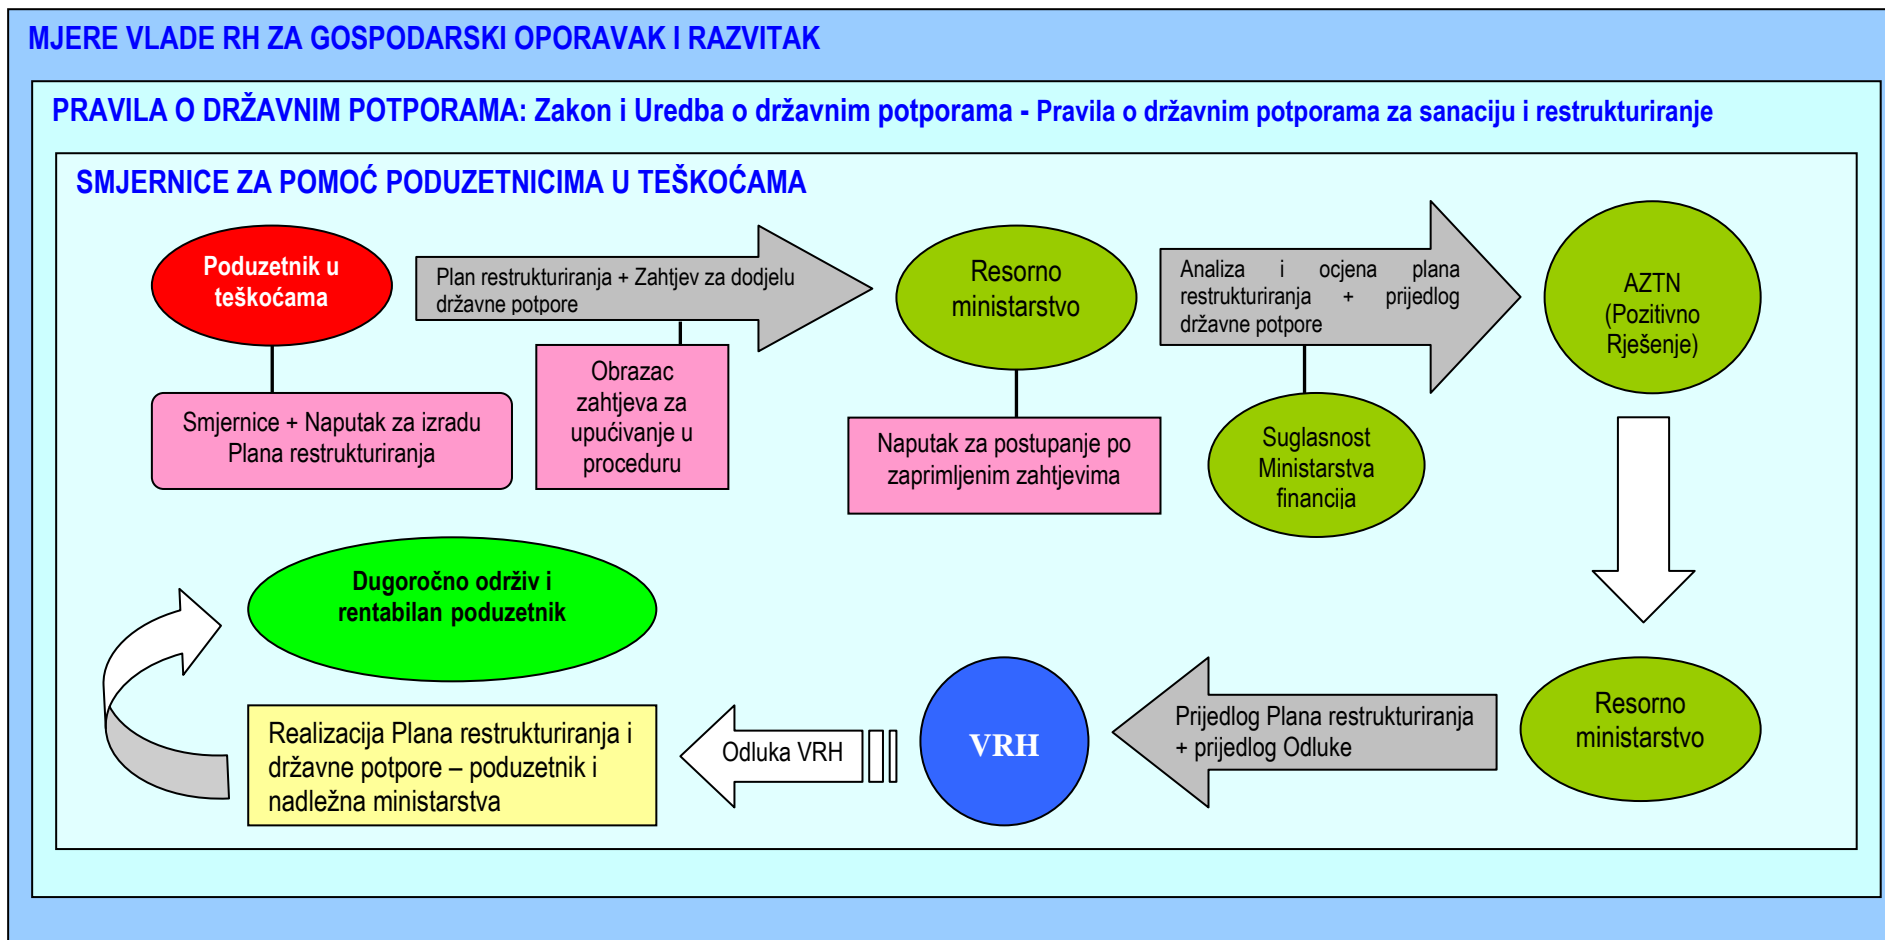 MJERE VLADE RH ZA GOSPODARSKI OPORAVAK I RAZVITAK
PRAVILA O DRŽAVNIM POTPORAMA: Zakon i Uredba o državnim potporama - Pravila o državnim potporama za sanaciju i restrukturiranje
SMJERNICE ZA POMOĆ PODUZETNICIMA U TEŠKOĆAMA
Poduzetnik u
teškoćama
Plan restrukturiranja + Zahtjev za dodjelu
državne potpore
Resorno
ministarstvo
Analiza i ocjena plana
restrukturiranja + prijedlog
državne potpore
AZTN
(Pozitivno
Rješenje)
Smjernice + Naputak za izradu
Plana restrukturiranja
Obrazac
zahtjeva za
upućivanje u
proceduru
Naputak za postupanje po
zaprimljenim zahtjevima
Suglasnost
Ministarstva
financija
Dugoročno održiv i
rentabilan poduzetnik
Realizacija Plana restrukturiranja i
državne potpore – poduzetnik i
nadležna ministarstva
Odluka VRH
VRH
Prijedlog Plana restrukturiranja
+ prijedlog Odluke
Resorno
ministarstvo